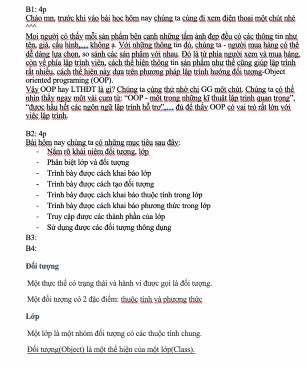 B1: 4p
Chào mn, trước khi vào bài học hôm nay chúng ta cùng đi xem điện thoại một chút nhé
^^^
Mọi người có thấy mỗi sản phẩm bên cạnh những tấm ảnh đẹp đều có các thông tin như
tên, giá, cấu hình,.... không ạ. Với những thông tin đó, chúng ta - người mua hàng có thể
dễ dàng lựa chọn, so sánh các sản phẩm với nhau. Đó là từ phía người xem và mua hàng,
còn về phía lập trình viên, cách thể hiện thông tin sản phẩm như thế cũng giúp lập trình
rất nhiều. cách thể hiện này dựa trên phương pháp lập trình hướng đối tượng-Object
oriented programing (OOP).
Vậy OOP hay LTHDT là gì? Chúng ta cùng thử nhờ chị GG một chút. Chúng ta có thể
nhìn thấy ngay một vài cụm từ: "OOP - một trong những kĩ thuật lập trình quan trong",
"được hầu hết các ngôn ngữ lập trình hỗ trợ",.... đủ để thấy OOP có vai trò rất lớn với
việc lập trình.
B2: 4p
Bài hôm nay chúng ta có những mục tiêu sau đây:
- Nắm rõ khái niệm đối tượng, lớp
- Phân biệt lớp và đối tượng
- Trình bày được cách khai báo lớp
- Trình bày được cách tạo đối tượng
- Trình bày được cách khai báo thuộc tính trong lớp
- Trình bày được cách khai báo phương thức trong lớp
- Truy cập được các thành phần của lớp
- Sử dụng được các đối tượng thông dụng
B3:
B4:
Đối tượng
Một thực thể có trạng thái và hành vi được gọi là đối tượng.
Một đối tượng có 2 đặc điểm: thuộc tính và phương thức
Lớp
Một lớp là một nhóm đối tượng có các thuộc tính chung.
Đối tượng(Object) là một thể hiện của một lớp(Class).